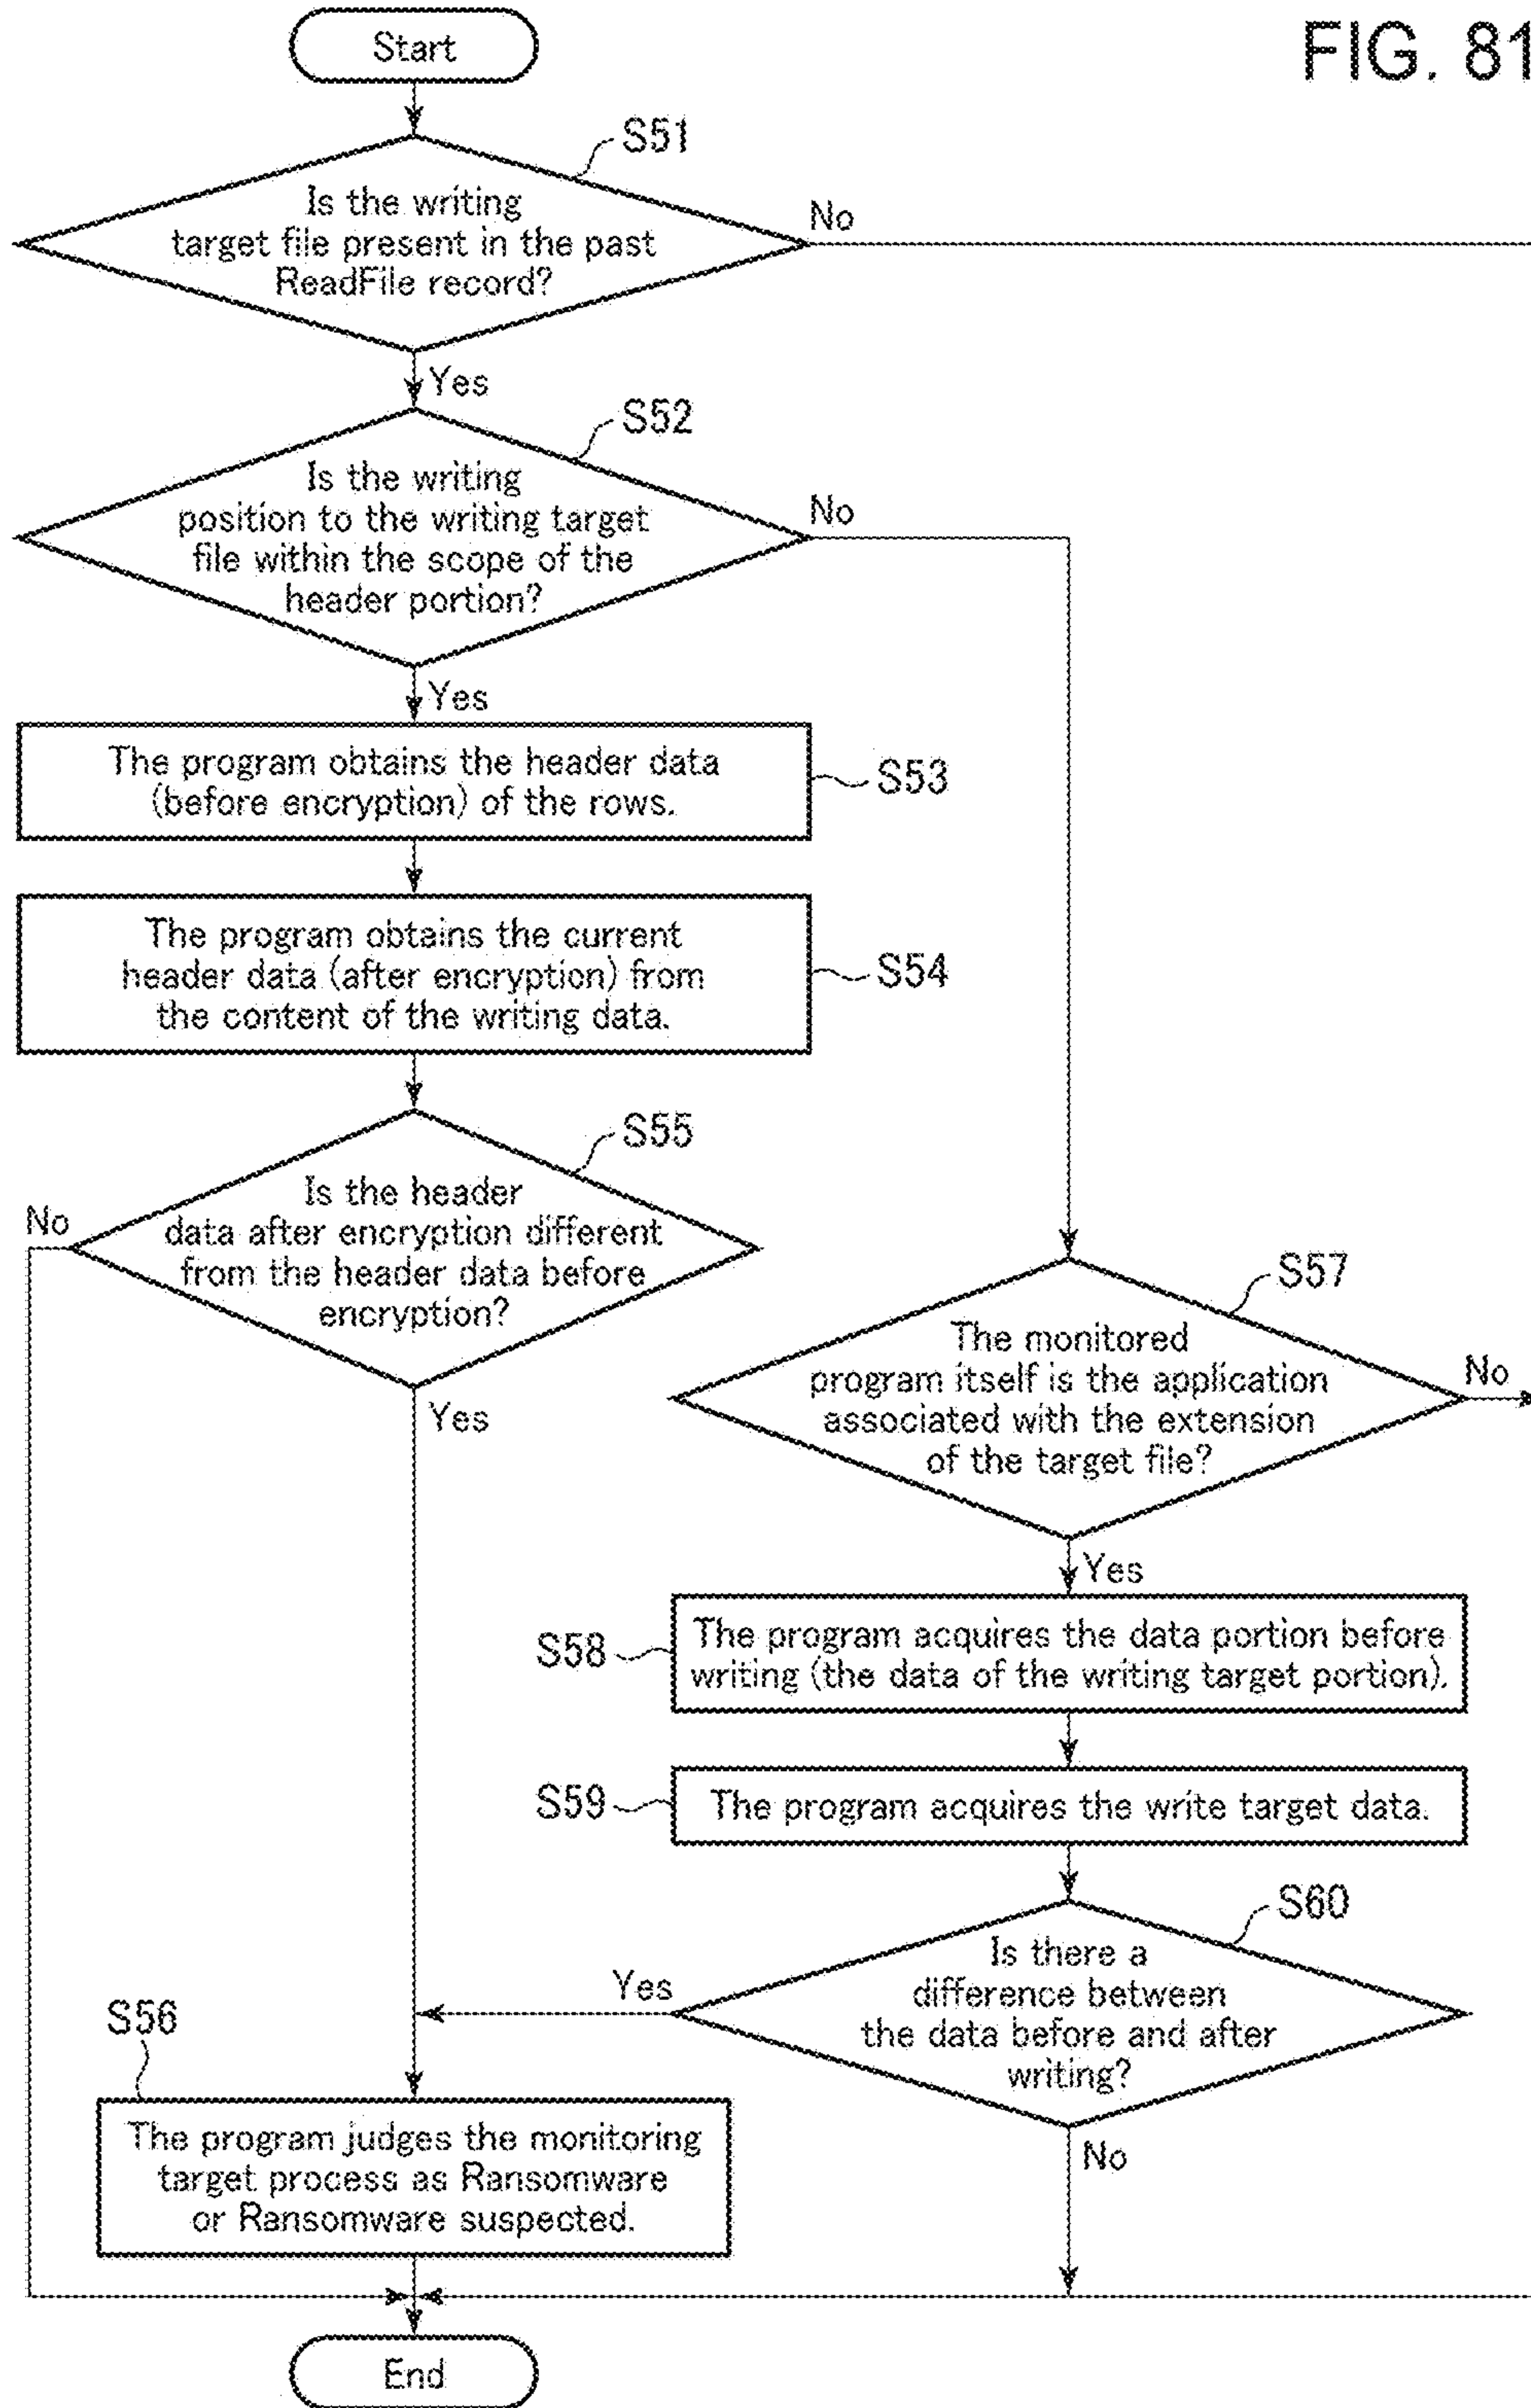 FIG. 81
Start
S51
Is the writing
target file present in the past
ReadFile record?
No
Yes
S52
Is the writing
position to the writing target
file within the scope of the
header portion?
No
Yes
The program obtains the header data
(before encryption) of the rows.
S53
The program obtains the current
header data (after encryption) from
the content of the writing data.
S54
S55
Is the header
data after encryption different
from the header data before
encryption?
No
Yes
S57
The monitored
program itself is the application
associated with the extension
of the target file?
No
Yes
S58
The program acquires the data portion before
writing (the data of the writing target portion).
S59
The program acquires the write target data.
S60
Is there a
difference between
the data before and after
writing?
Yes
No
S56
The program judges the monitoring
target process as Ransomware
or Ransomware suspected.
End